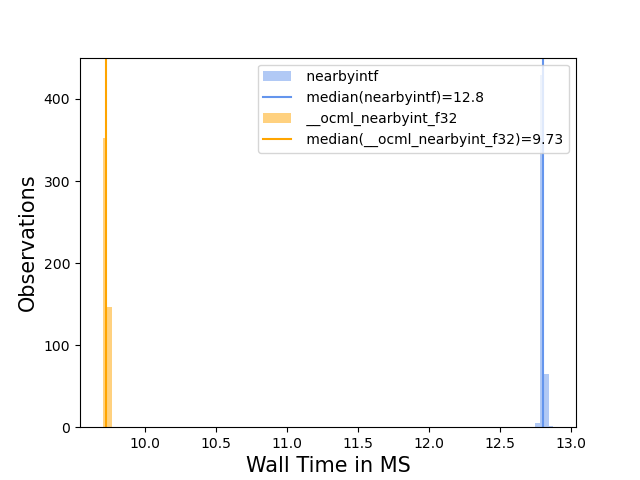 nearbyintf
median(nearbyintf)=12.8
__ocml_nearbyint_f32
median(__ocml_nearbyint_f32)=9.73
400
300
200
100
0
Observations
10.0 10.5 11.0 11.5 12.0 12.5 13.0
Wall Time in MS